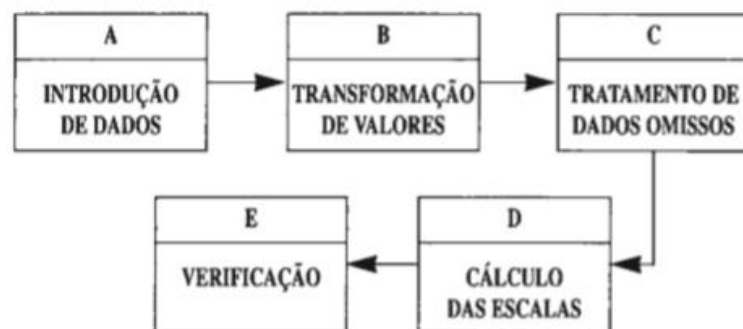 A
INTRODUÇÃO
DE DADOS
B
TRANSFORMAÇÃO
DE VALORES
C
TRATAMENTO DE
DADOS OMISSOS
E
VERIFICAÇÃO
D
CÁLCULO
DAS ESCALAS